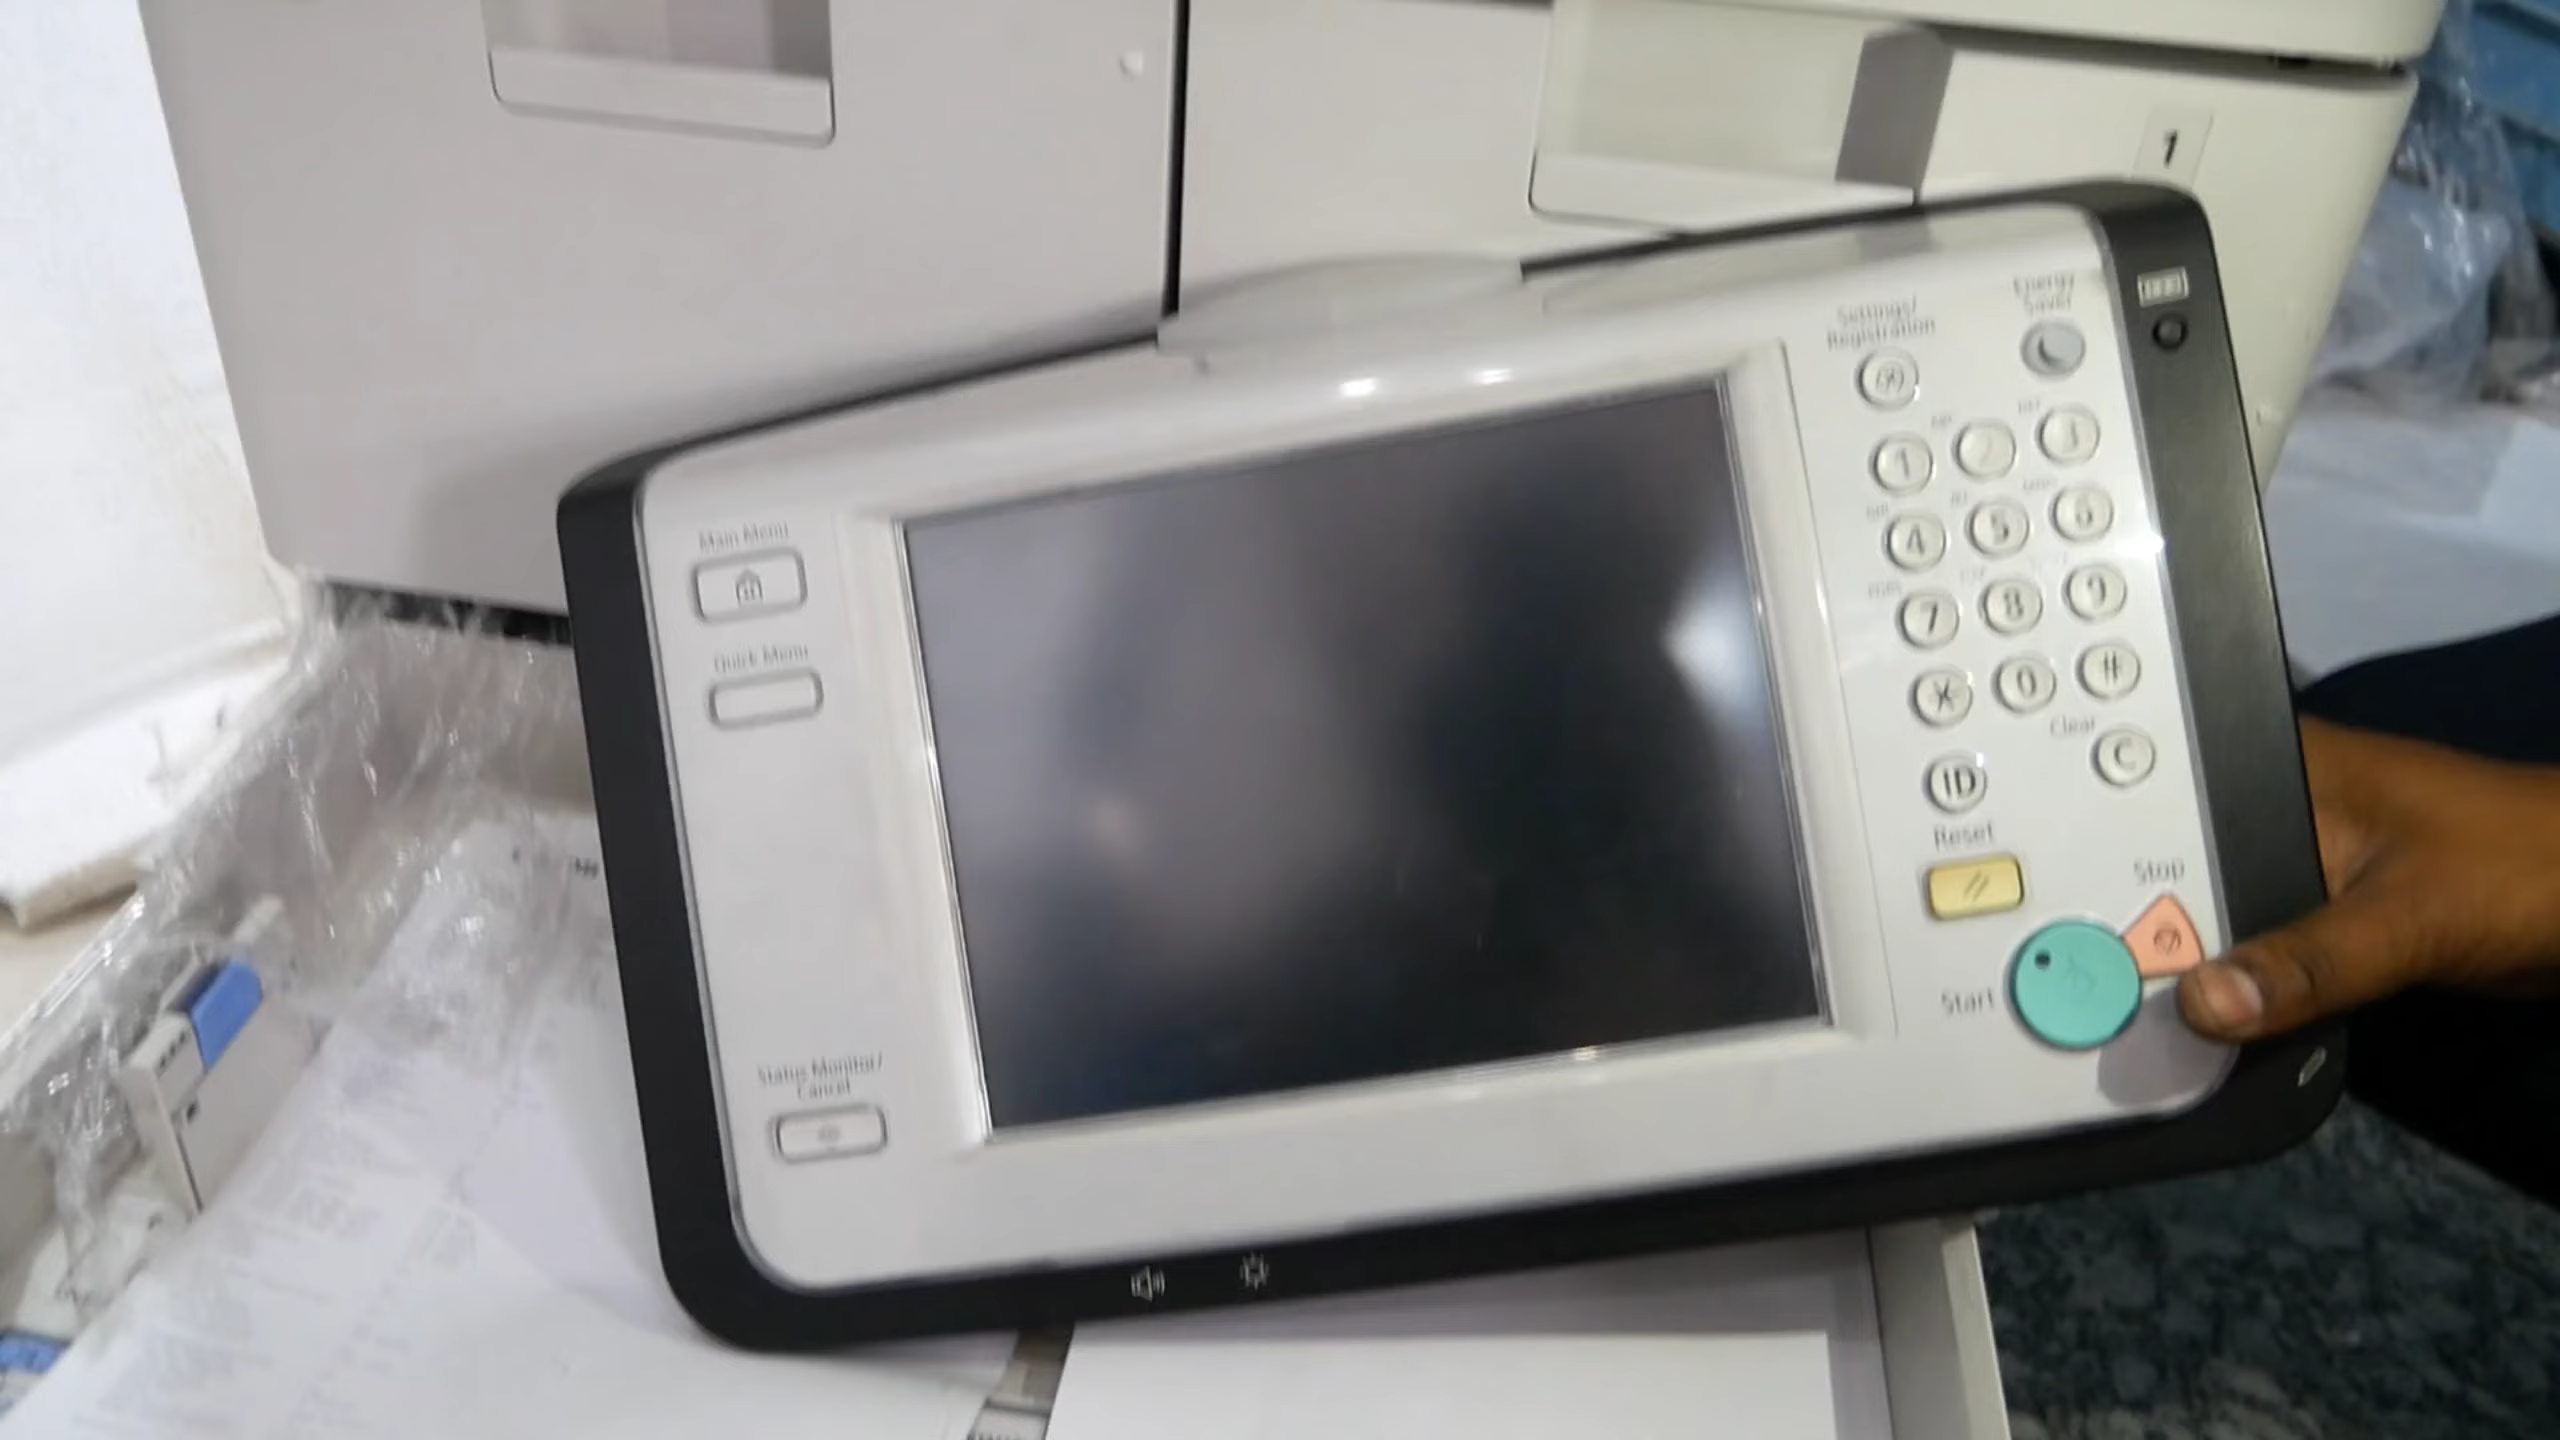 1
Settings/
Registration
Energy
Saver
Main Menu
1 2 3
4 5 6
Quick Menu
7 8 9
* 0 #
Clear
ID C
Reset
Stop
Start
Status Monitor/
Cancel